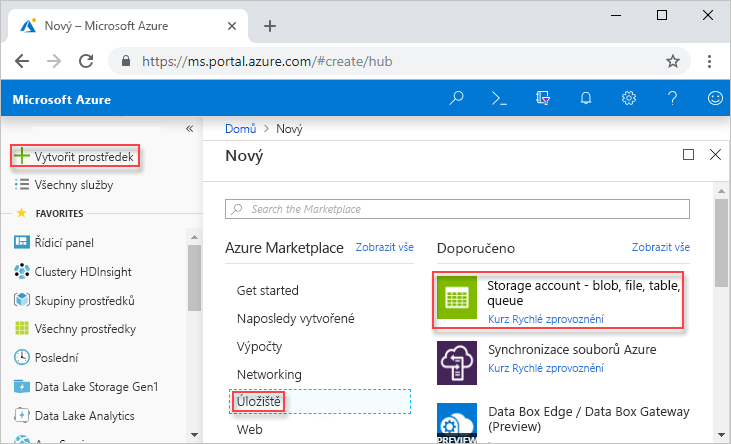 Nový – Microsoft Azure
https://ms.portal.azure.com/#create/hub
Microsoft Azure
Vytvořit prostředek
Všechny služby
FAVORITES
Řídicí panel
Clustery HDInsight
Skupiny prostředků
Všechny prostředky
Poslední
Data Lake Storage Gen1
Data Lake Analytics
Domů > Nový
Nový
Search the Marketplace
Azure Marketplace Zobrazit vše
Get started
Naposledy vytvořené
Výpočty
Networking
Úložiště
Web
Doporučeno Zobrazit vše
Storage account - blob, file, table,
queue
Kurz Rychlé zprovoznění
Synchronizace souborů Azure
Kurz Rychlé zprovoznění
Data Box Edge / Data Box Gateway
(Preview)
PREVIEW